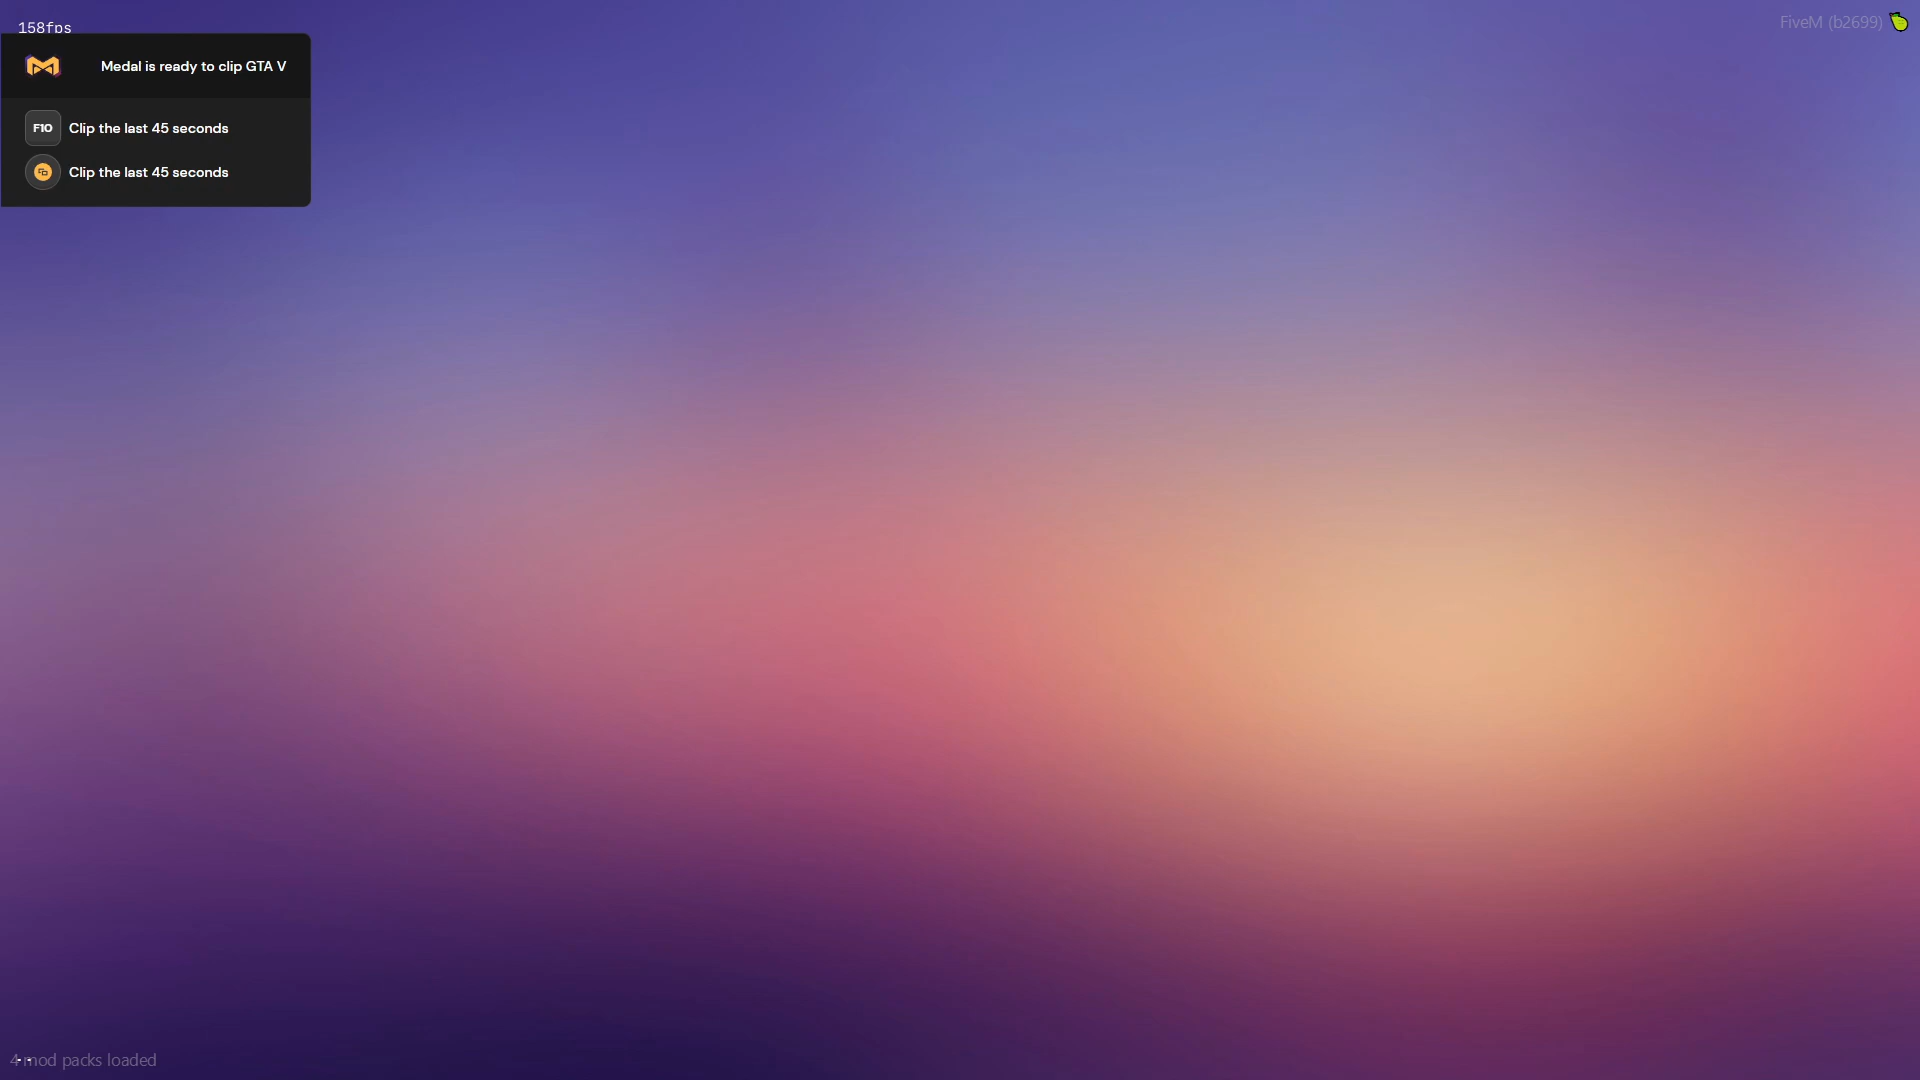 158fps
FiveM (b2699)
Medal is ready to clip GTA V
F10 Clip the last 45 seconds
Clip the last 45 seconds
4 mod packs loaded